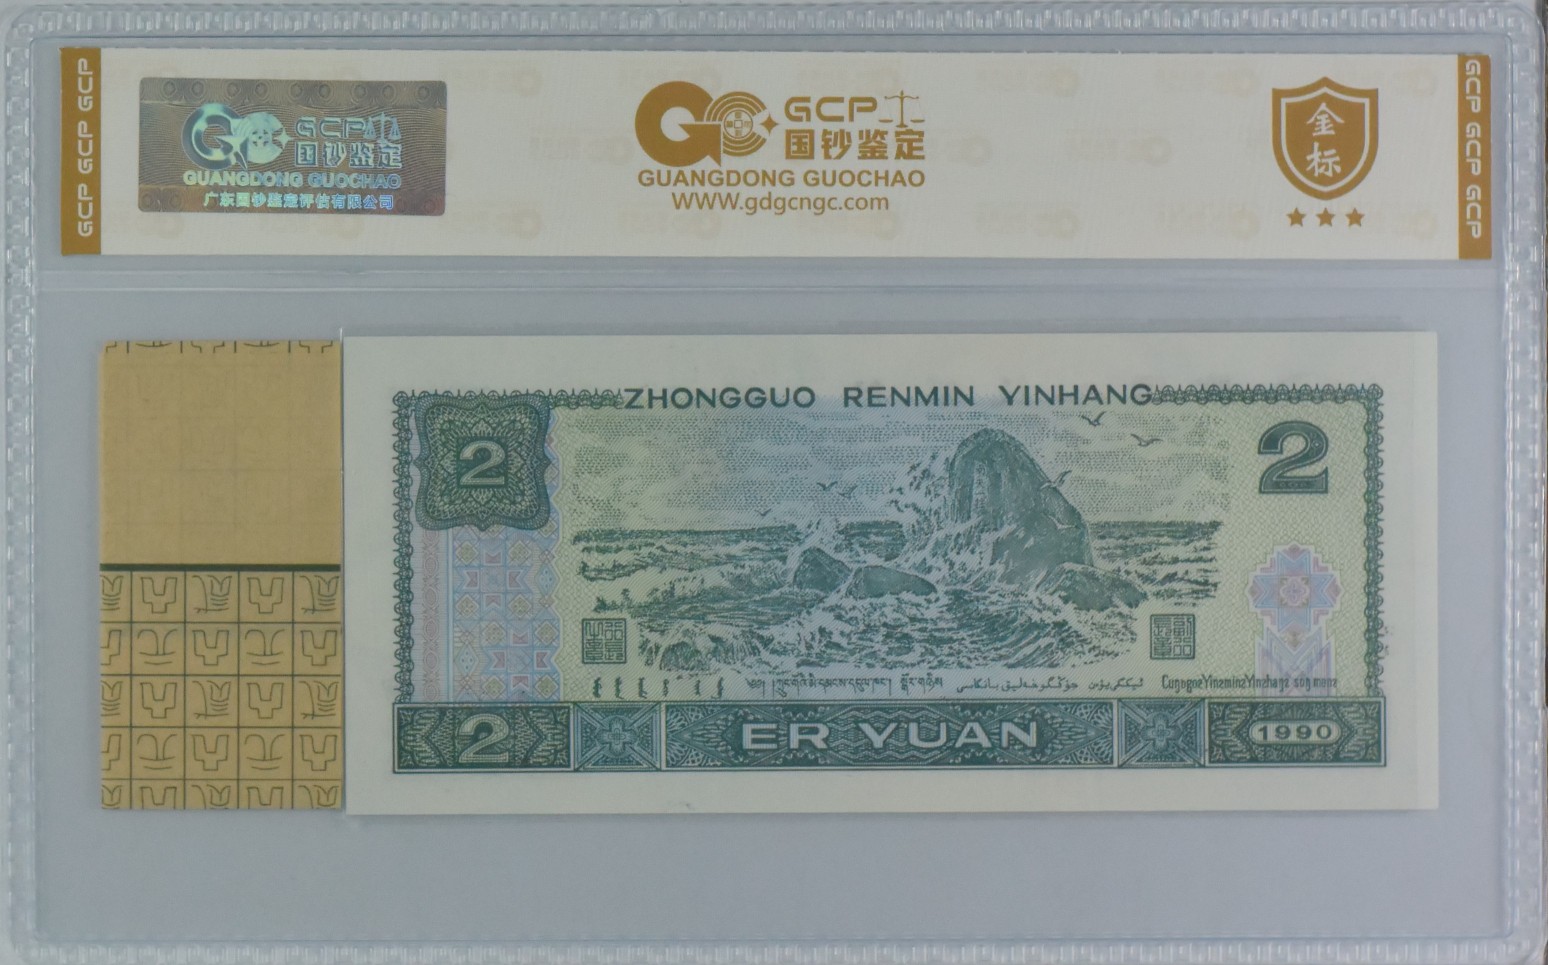 GCP GCP GCP
GCP
国钞鉴定
GUANGDONG GUOCHAO
广东国钞鉴定评估有限公司
GCP
国钞鉴定
GUANGDONG GUOCHAO
WWW.gdgcngc.com
金标
GCP GCP GCP
ZHONGGUO RENMIN YINHANG
2
2
2
ER YUAN
1990